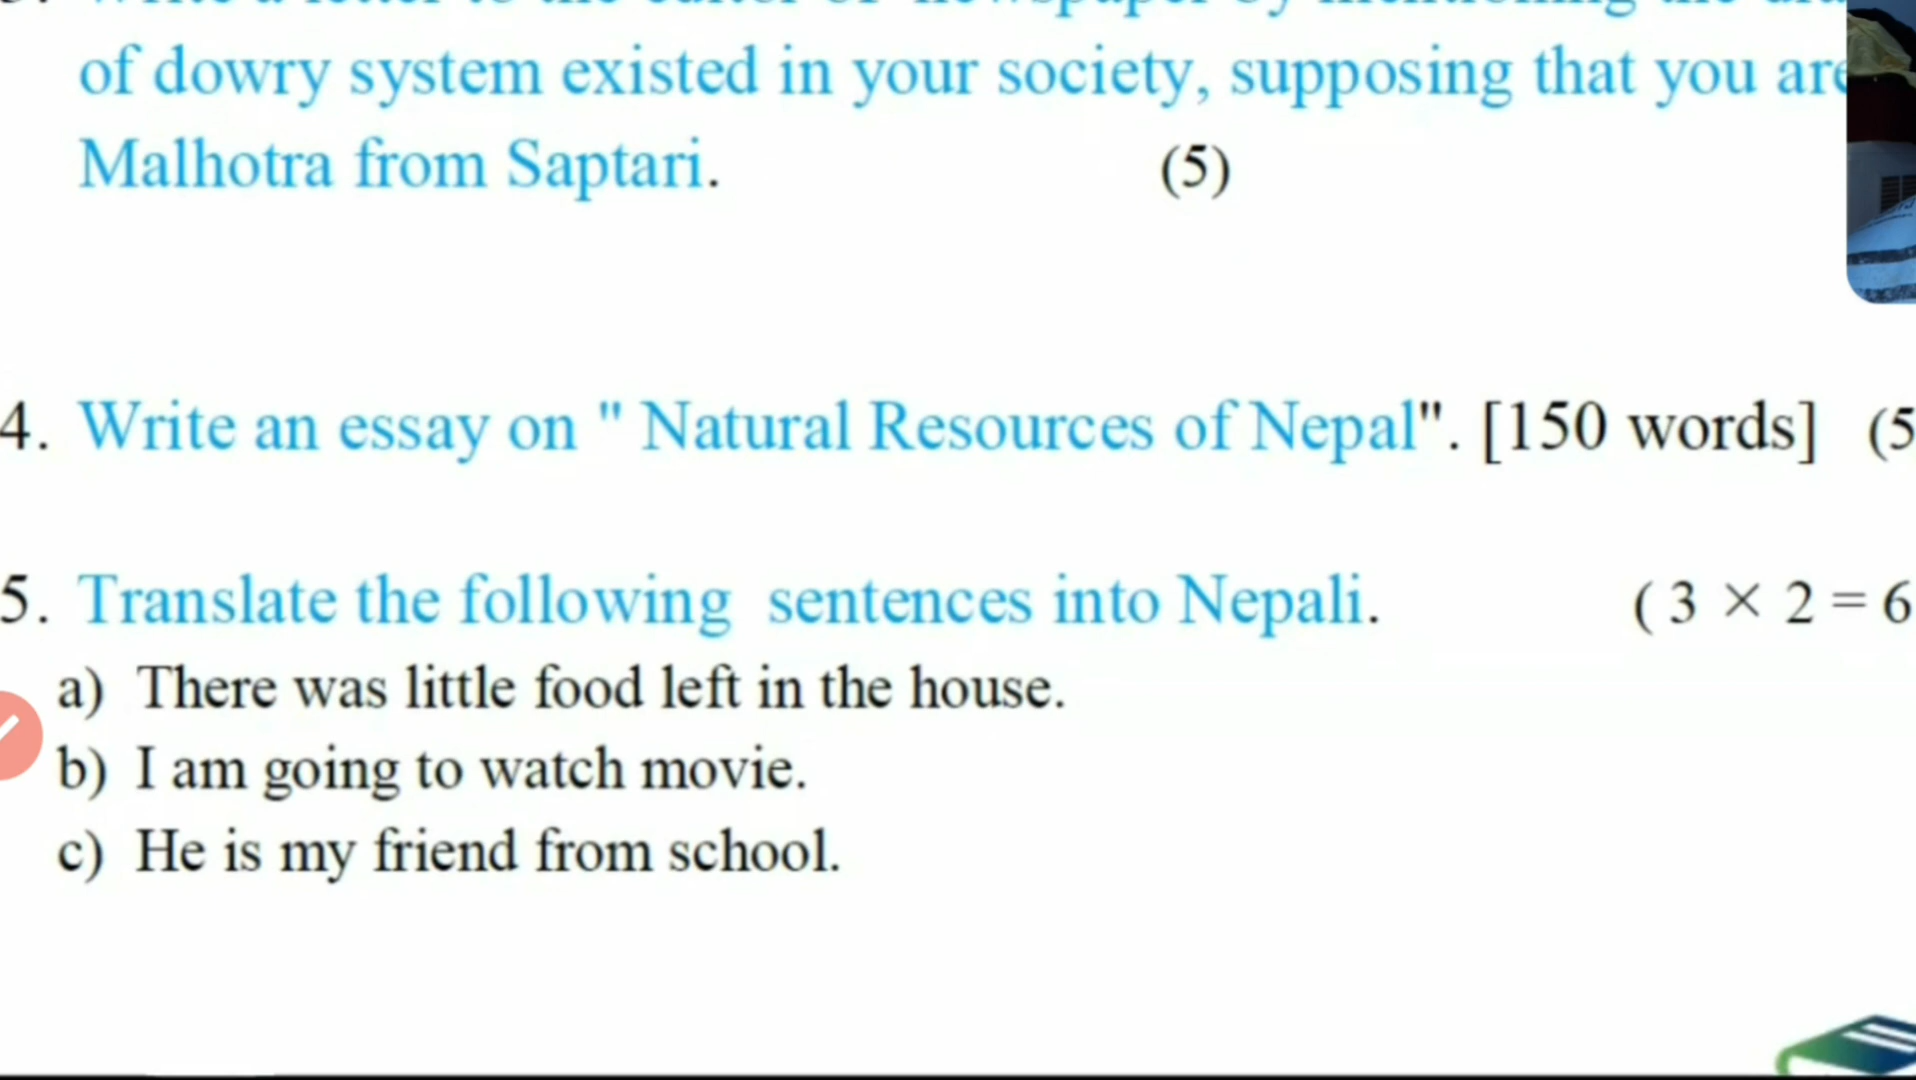 of dowry system existed in your society, supposing that you are
Malhotra from Saptari. (5)
4. Write an essay on " Natural Resources of Nepal". [150 words] (5
5. Translate the following sentences into Nepali. ( 3 × 2 = 6
a) There was little food left in the house.
b) I am going to watch movie.
c) He is my friend from school.